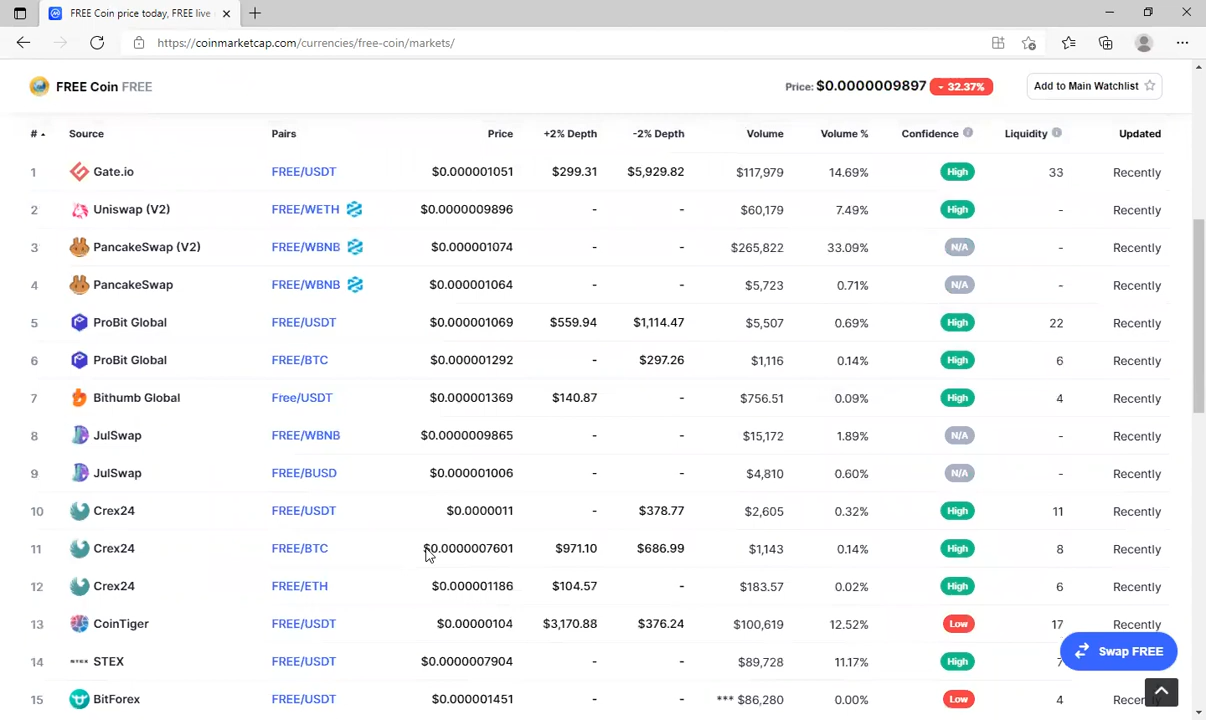 FREE Coin price today, FREE live
https://coinmarketcap.com/currencies/free-coin/markets/
FREE Coin FREE Price: $0.0000009897 32.37% Add to Main Watchlist
# Source Pairs Price +2% Depth -2% Depth Volume Volume % Confidence Liquidity Updated
1 Gate.io FREE/USDT $0.000001051 $299.31 $5,929.82 $117,979 14.69% High 33 Recently
2 Uniswap (V2) FREE/WETH $0.0000009896 - - $60,179 7.49% High - Recently
3 PancakeSwap (V2) FREE/WBNB $0.000001074 - - $265,822 33.09% N/A - Recently
4 PancakeSwap FREE/WBNB $0.000001064 - - $5,723 0.71% N/A - Recently
5 ProBit Global FREE/USDT $0.000001069 $559.94 $1,114.47 $5,507 0.69% High 22 Recently
6 ProBit Global FREE/BTC $0.000001292 - $297.26 $1,116 0.14% High 6 Recently
7 Bithumb Global Free/USDT $0.000001369 $140.87 - $756.51 0.09% High 4 Recently
8 JulSwap FREE/WBNB $0.0000009865 - - $15,172 1.89% N/A - Recently
9 JulSwap FREE/BUSD $0.000001006 - - $4,810 0.60% N/A - Recently
10 Crex24 FREE/USDT $0.0000011 - $378.77 $2,605 0.32% High 11 Recently
11 Crex24 FREE/BTC $0.0000007601 $971.10 $686.99 $1,143 0.14% High 8 Recently
12 Crex24 FREE/ETH $0.000001186 $104.57 - $183.57 0.02% High 6 Recently
13 CoinTiger FREE/USDT $0.00000104 $3,170.88 $376.24 $100,619 12.52% Low 17 Recently
14 STEX FREE/USDT $0.0000007904 - - $89,728 11.17% High 7
Swap FREE
15 BitForex FREE/USDT $0.000001451 - - *** $86,280 0.00% Low 4